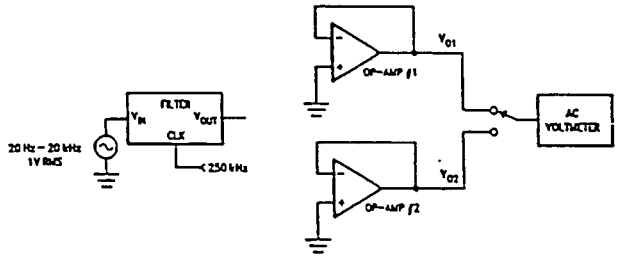 FILTER
V_IN
V_OUT
CLK
20 Hz – 20 kHz
1V RMS
250 kHz
−
+
OP-AMP #1
V_O1
−
+
OP-AMP #2
V_O2
AC
VOLTMETER